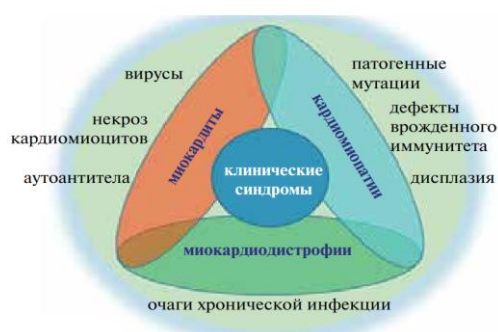 вирусы
некроз
кардиомиоцитов
аутоантитела
миокардиты
патогенные
мутации
дефекты
врожденного
иммунитета
дисплазия
кардиомиопатии
клинические
синдромы
миокардиодистрофии
очаги хронической инфекции